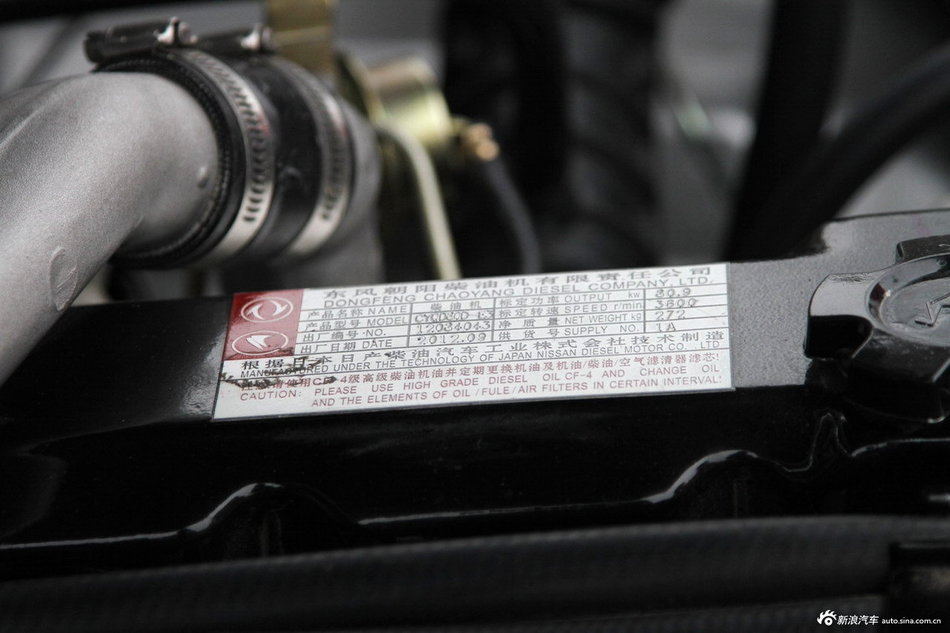 东风朝阳柴油机有限责任公司
DONGFENG CHAOYANG DIESEL COMPANY,LTD.
产品名称 NAME 柴油机 标定功率 OUTPUT kw
产品型号 MODEL 标定转速 SPEED r/min 3600
出厂编号 NO. 12034043 净质量 NET WEIGHT kg 272
出厂日期 DATE 2012.09 供货号 SUPPLY NO. 1A
根据日本日产柴油汽车工业株式会社技术制造
MANUFACTURED UNDER THE TECHNOLOGY OF JAPAN NISSAN DIESEL MOTOR CO., LTD
使用CF-4级高级柴油机油并定期更换机油及机油/柴油/空气滤清器滤芯!
CAUTION: PLEASE USE HIGH GRADE DIESEL OIL CF-4 AND CHANGE OIL
AND THE ELEMENTS OF OIL/FULE/AIR FILTERS IN CERTAIN INTERVAL!
新浪汽车 auto.sina.com.cn